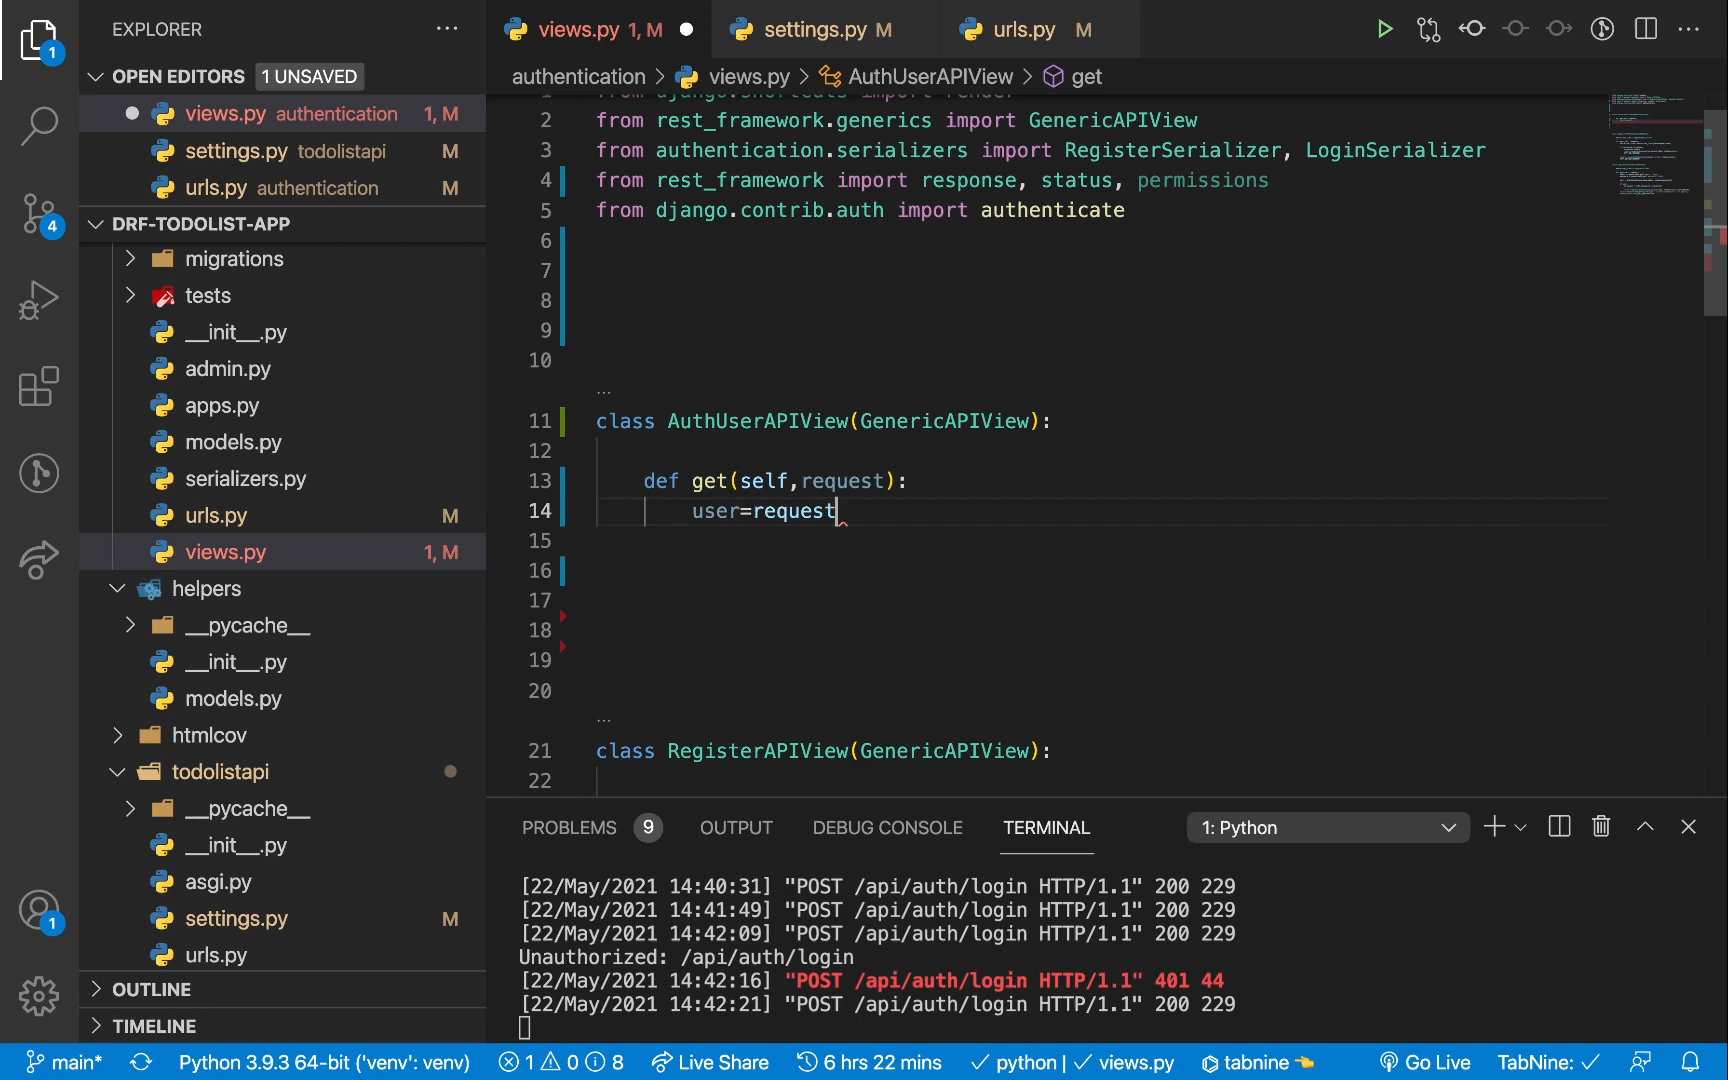 EXPLORER
OPEN EDITORS 1 UNSAVED
views.py authentication 1, M
settings.py todolistapi M
urls.py authentication M
DRF-TODOLIST-APP
migrations
tests
__init__.py
admin.py
apps.py
models.py
serializers.py
urls.py M
views.py 1, M
helpers
__pycache__
__init__.py
models.py
htmlcov
todolistapi
__pycache__
__init__.py
asgi.py
settings.py M
urls.py
OUTLINE
TIMELINE
1
4
1
views.py 1, M settings.py M urls.py M
authentication > views.py > AuthUserAPIView > get
1 from django.shortcuts import render
2 from rest_framework.generics import GenericAPIView
3 from authentication.serializers import RegisterSerializer, LoginSerializer
4 from rest_framework import response, status, permissions
5 from django.contrib.auth import authenticate
6
7
8
9
10
...
11 class AuthUserAPIView(GenericAPIView):
12
13 def get(self,request):
14 user=request
15
16
17
18
19
20
...
21 class RegisterAPIView(GenericAPIView):
22
PROBLEMS 9 OUTPUT DEBUG CONSOLE TERMINAL 1: Python
[22/May/2021 14:40:31] "POST /api/auth/login HTTP/1.1" 200 229
[22/May/2021 14:41:49] "POST /api/auth/login HTTP/1.1" 200 229
[22/May/2021 14:42:09] "POST /api/auth/login HTTP/1.1" 200 229
Unauthorized: /api/auth/login
[22/May/2021 14:42:16] "POST /api/auth/login HTTP/1.1" 401 44
[22/May/2021 14:42:21] "POST /api/auth/login HTTP/1.1" 200 229
main* Python 3.9.3 64-bit ('venv': venv) 1 0 8 Live Share 6 hrs 22 mins ✓ python | ✓ views.py tabnine 👈 Go Live TabNine: ✓